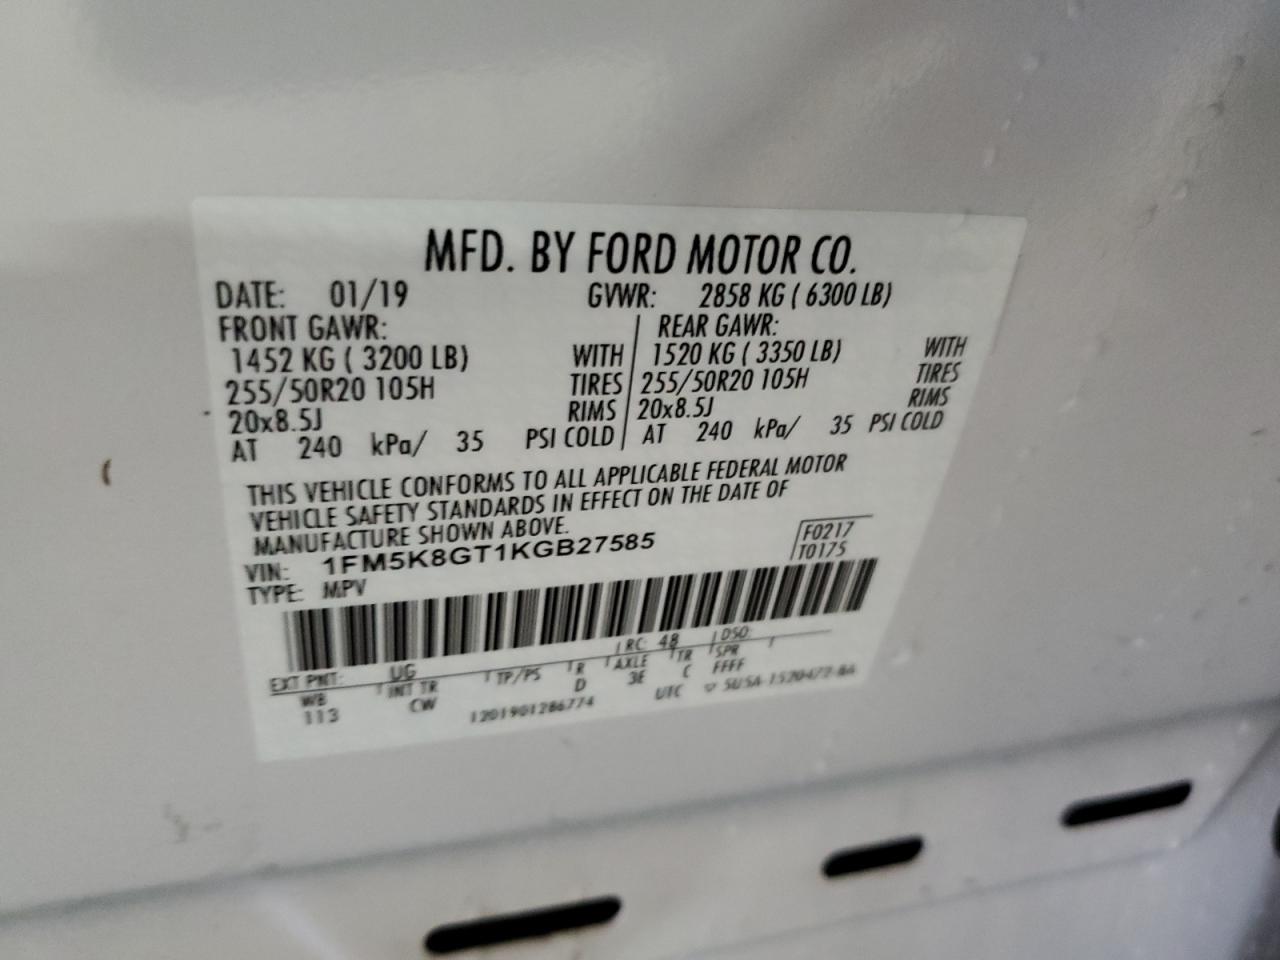 MFD. BY FORD MOTOR CO.
DATE: 01/19 GVWR: 2858 KG ( 6300 LB)
FRONT GAWR: REAR GAWR:
1452 KG ( 3200 LB) WITH 1520 KG ( 3350 LB) WITH
255/50R20 105H TIRES 255/50R20 105H TIRES
20x8.5J RIMS 20x8.5J RIMS
AT 240 kPa/ 35 PSI COLD AT 240 kPa/ 35 PSI COLD
THIS VEHICLE CONFORMS TO ALL APPLICABLE FEDERAL MOTOR
VEHICLE SAFETY STANDARDS IN EFFECT ON THE DATE OF
MANUFACTURE SHOWN ABOVE.
VIN: 1FM5K8GT1KGB27585 F0217
TYPE: MPV T0175
EXT PNT: UG RC: 48 DSO:
WB INT TR TP/PS R AXLE TR SPR
113 CW D 3E C FFFF
1201901286774 UTC 5U5A-1520472-BA